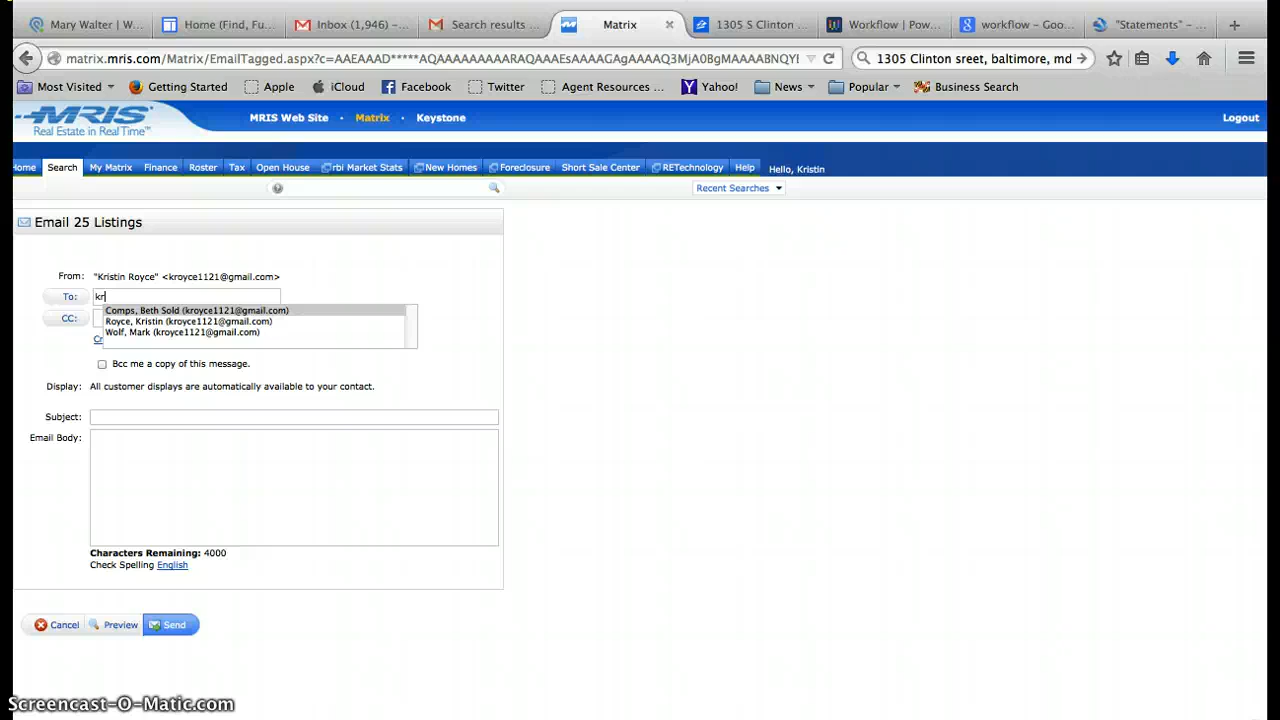 Mary Walter | W...
Home (Find, Fu...
Inbox (1,946) –...
Search results ...
Matrix
1305 S Clinton ...
Workflow | Pow...
workflow – Goo...
"Statements" – ...
matrix.mris.com/Matrix/EmailTagged.aspx?c=AAEAAAD*****AQAAAAAAAAARAQAAAEsAAAAGAgAAAAQ3MjA0BgMAAAABNQYE
1305 Clinton sreet, baltimore, md
Most Visited
Getting Started
Apple
iCloud
Facebook
Twitter
Agent Resources ...
Yahoo!
News
Popular
Business Search
MRIS
Real Estate in Real Time™
MRIS Web Site · Matrix · Keystone
Logout
Home
Search
My Matrix
Finance
Roster
Tax
Open House
rbi Market Stats
New Homes
Foreclosure
Short Sale Center
RETechnology
Help
Hello, Kristin
Recent Searches
Email 25 Listings
From: "Kristin Royce" <kroyce1121@gmail.com>
To: kr
Comps, Beth Sold (kroyce1121@gmail.com)
Royce, Kristin (kroyce1121@gmail.com)
CC:
Wolf, Mark (kroyce1121@gmail.com)
Cr
Bcc me a copy of this message.
Display: All customer displays are automatically available to your contact.
Subject:
Email Body:
Characters Remaining: 4000
Check Spelling English
Cancel
Preview
Send
Screencast-O-Matic.com